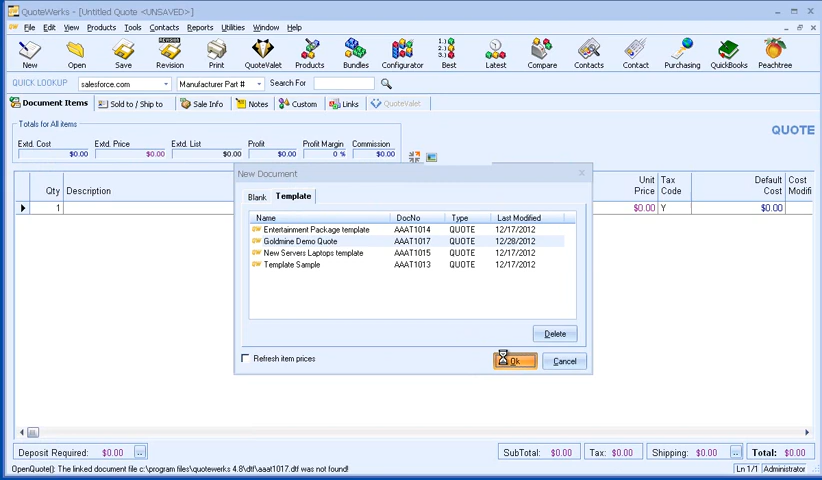 QuoteWerks - [Untitled Quote <UNSAVED>]
File Edit View Products Tools Contacts Reports Utilities Window Help
New Open Save Revision Print QuoteValet Products Bundles Configurator Best Latest Compare Contacts Contact Purchasing QuickBooks Peachtree
QUICK LOOKUP salesforce.com Manufacturer Part # Search For
Document Items Sold to / Ship to Sale Info Notes Custom Links QuoteValet
Totals for All items
QUOTE
Extd. Cost Extd. Price Extd. List Profit Profit Margin Commission
$0.00 $0.00 $0.00 $0.00 0 % $0.00
New Document
Blank Template
Qty Description Unit Price Tax Code Default Cost Cost Modifi
1 $0.00 Y $0.00
Name DocNo Type Last Modified
Entertainment Package template AAAT1014 QUOTE 12/17/2012
Goldmine Demo Quote AAAT1017 QUOTE 12/28/2012
New Servers Laptops template AAAT1015 QUOTE 12/17/2012
Template Sample AAAT1013 QUOTE 12/17/2012
Delete
Refresh item prices
Ok Cancel
Deposit Required: $0.00 .. SubTotal: $0.00 Tax: $0.00 Shipping: $0.00 .. Total: $0.00
OpenQuote(): The linked document file c:\program files\quotewerks 4.8\dtf\aaat1017.dtf was not found!
Ln 1/1 Administrator